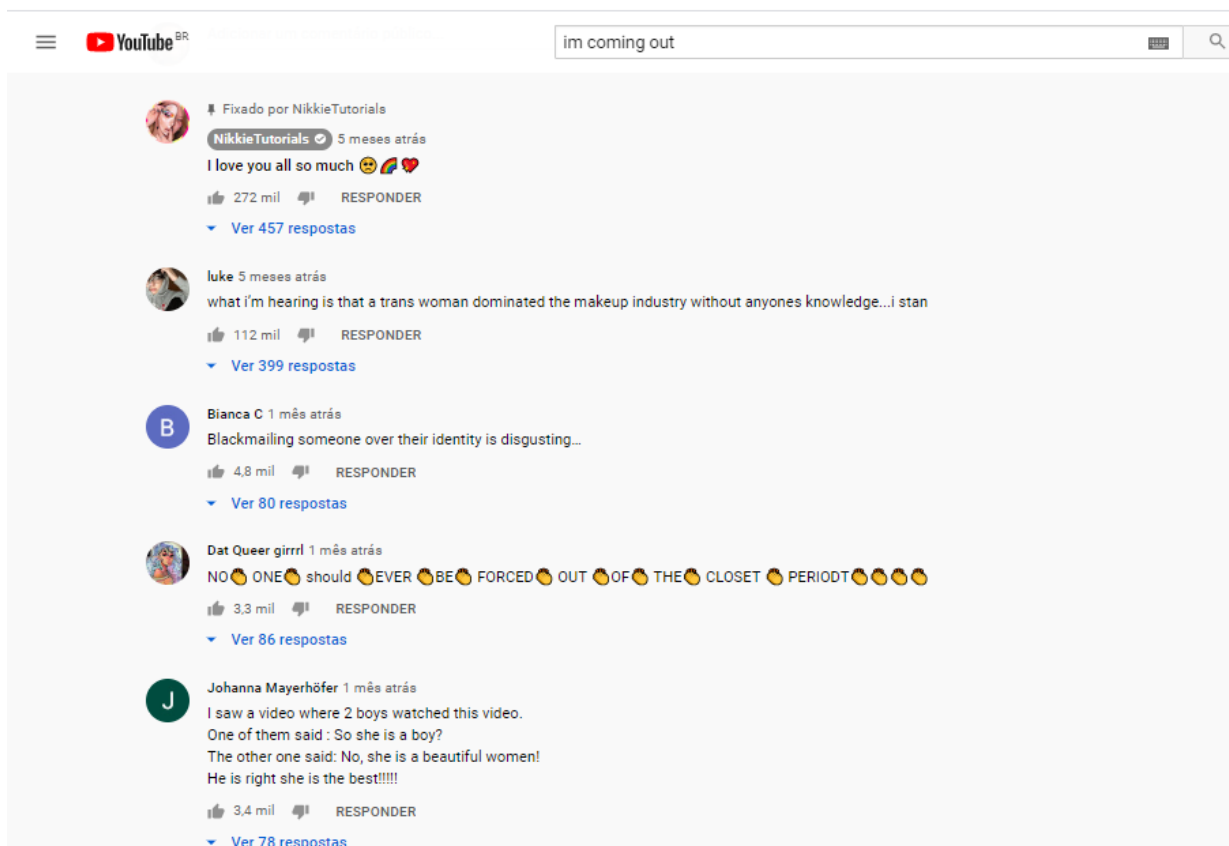 YouTube BR
im coming out
Fixado por NikkieTutorials
NikkieTutorials 5 meses atrás
I love you all so much 🥺🌈💖
272 mil RESPONDER
Ver 457 respostas
luke 5 meses atrás
what i'm hearing is that a trans woman dominated the makeup industry without anyones knowledge...i stan
112 mil RESPONDER
Ver 399 respostas
B
Bianca C 1 mês atrás
Blackmailing someone over their identity is disgusting...
4,8 mil RESPONDER
Ver 80 respostas
Dat Queer girrrl 1 mês atrás
NO👏 ONE👏 should 👏EVER 👏BE👏 FORCED👏 OUT 👏OF👏 THE👏 CLOSET 👏 PERIODT👏👏👏👏
3,3 mil RESPONDER
Ver 86 respostas
J
Johanna Mayerhöfer 1 mês atrás
I saw a video where 2 boys watched this video.
One of them said : So she is a boy?
The other one said: No, she is a beautiful women!
He is right she is the best!!!!!
3,4 mil RESPONDER
Ver 78 respostas